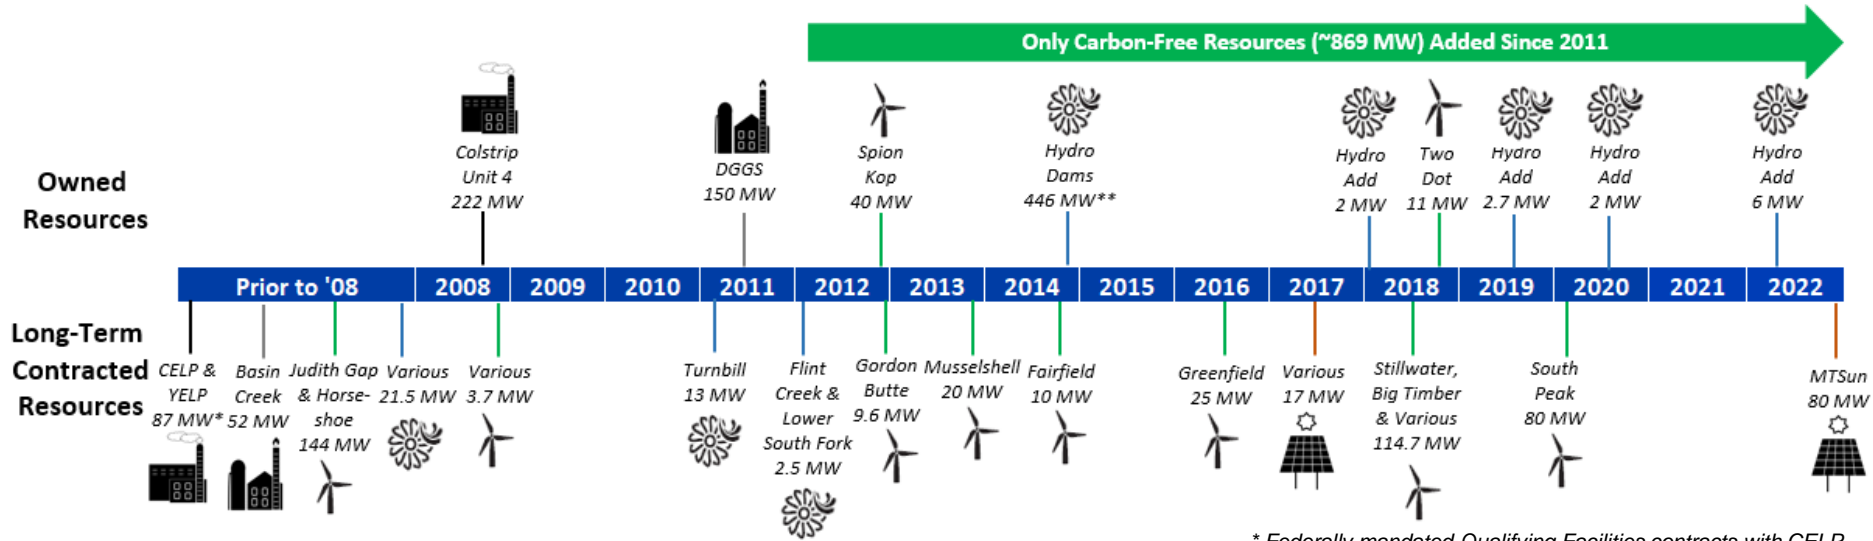 Only Carbon-Free Resources (~869 MW) Added Since 2011
Owned
Resources
Colstrip
Unit 4
222 MW
DGGS
150 MW
Spion
Kop
40 MW
Hydro
Dams
446 MW**
Hydro
Add
2 MW
Two
Dot
11 MW
Hydro
Add
2.7 MW
Hydro
Add
2 MW
Hydro
Add
6 MW
Prior to '08 2008 2009 2010 2011 2012 2013 2014 2015 2016 2017 2018 2019 2020 2021 2022
Long-Term
Contracted
Resources
CELP &
YELP
87 MW*
Basin
Creek
52 MW
Judith Gap
& Horse-
shoe
144 MW
Various
21.5 MW
Various
3.7 MW
Turnbill
13 MW
Flint
Creek &
Lower
South Fork
2.5 MW
Gordon
Butte
9.6 MW
Musselshell
20 MW
Fairfield
10 MW
Greenfield
25 MW
Various
17 MW
Stillwater,
Big Timber
& Various
114.7 MW
South
Peak
80 MW
MTSun
80 MW
* Federally mandated Qualifying Facilities contracts with CELP